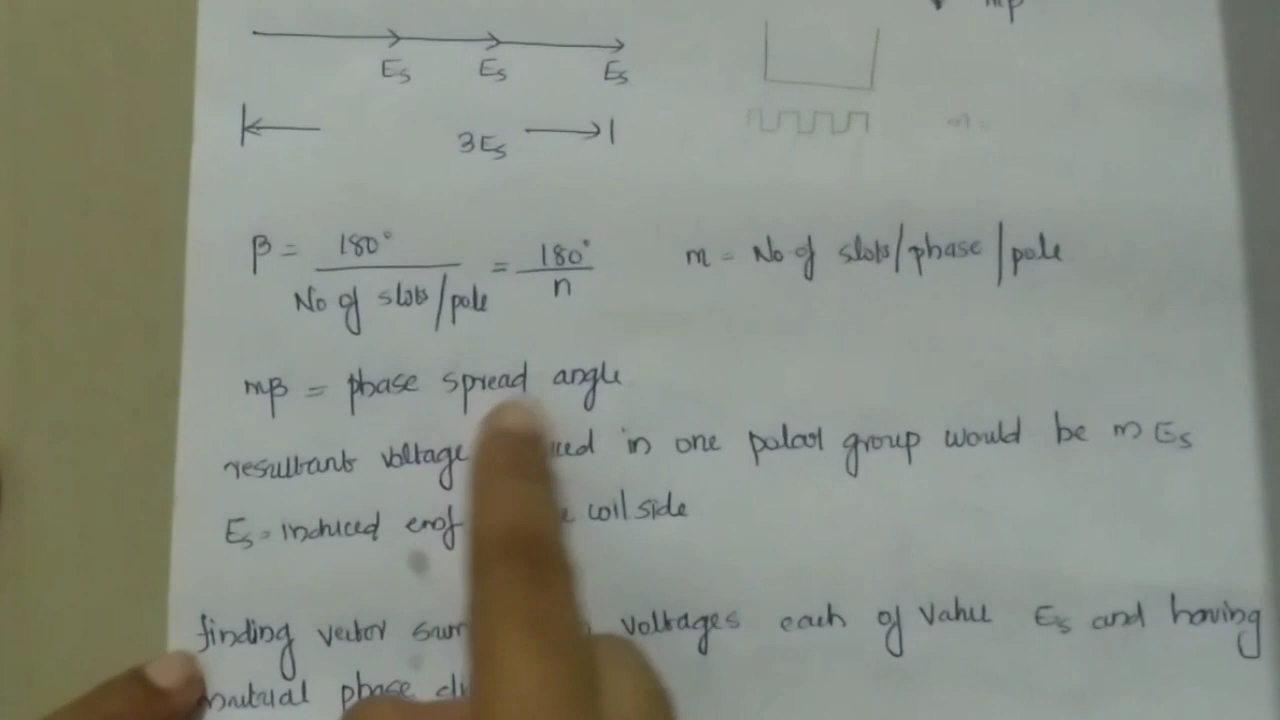 mβ
Es Es Es
3Es
β = 180° / No of slots/pole = 180° / n m = No of slots/phase/pole
mβ = phase spread angle
resultant voltage in one polar group would be m Es
Es = induced emf coil side
finding vector voltages each of value Es and having
mutual phase